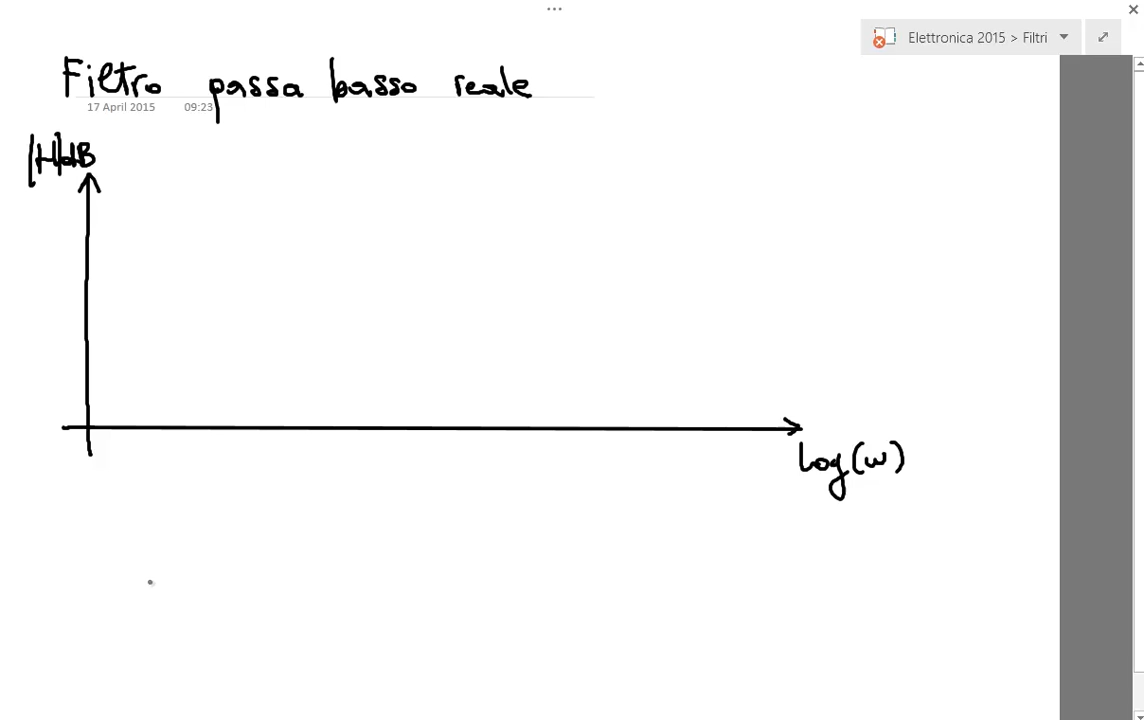 Elettronica 2015 > Filtri
Filtro passa basso reale
17 April 2015 09:23
|H|dB
log(w)